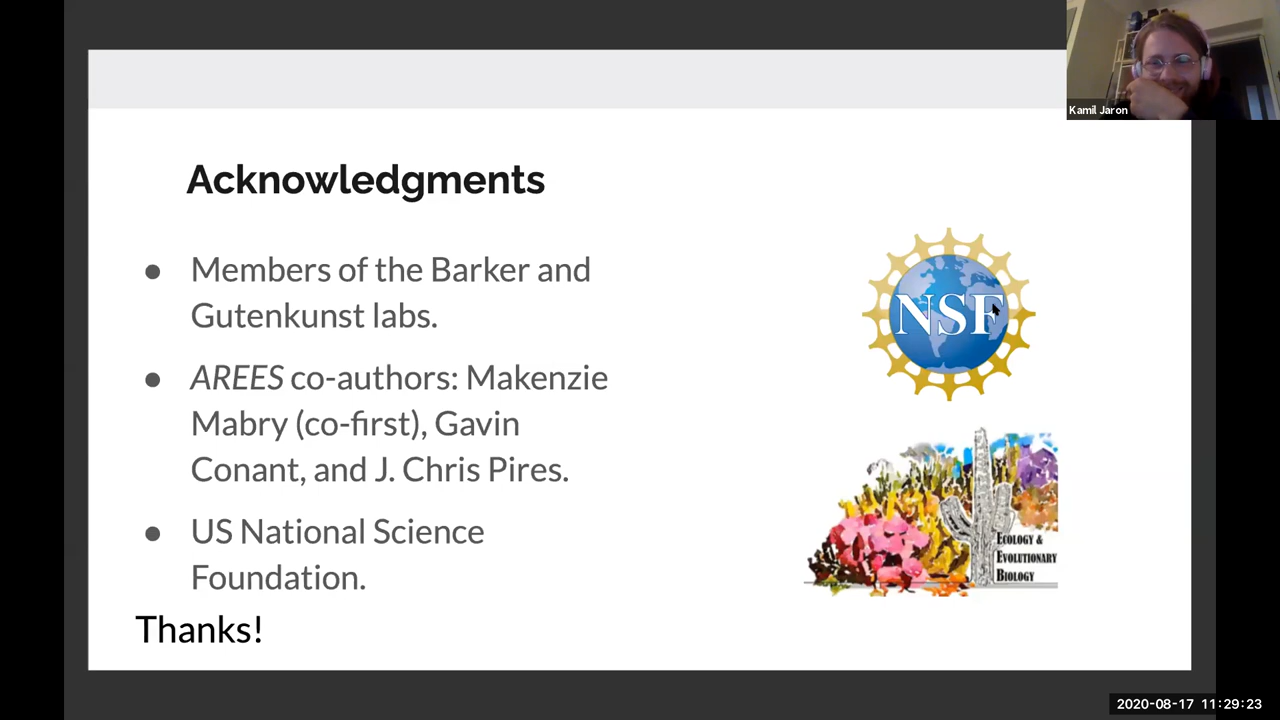 Kamil Jaron
Acknowledgments
● Members of the Barker and
Gutenkunst labs.
● AREES co-authors: Makenzie
Mabry (co-first), Gavin
Conant, and J. Chris Pires.
● US National Science
Foundation.
Thanks!
NSF
ECOLOGY &
EVOLUTIONARY
BIOLOGY
2020-08-17 11:29:23